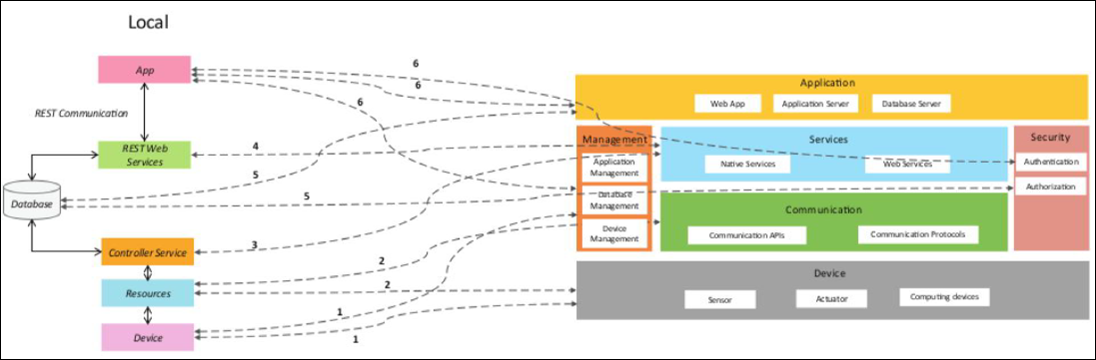 Local
App
REST Communication
REST Web
Services
Database
Controller Service
Resources
Device
6
6
6
4
5
5
3
2
2
1
1
Application
Web App
Application Server
Database Server
Management
Application
Management
Database
Management
Device
Management
Services
Native Services
Web Services
Security
Authentication
Authorization
Communication
Communication APIs
Communication Protocols
Device
Sensor
Actuator
Computing devices